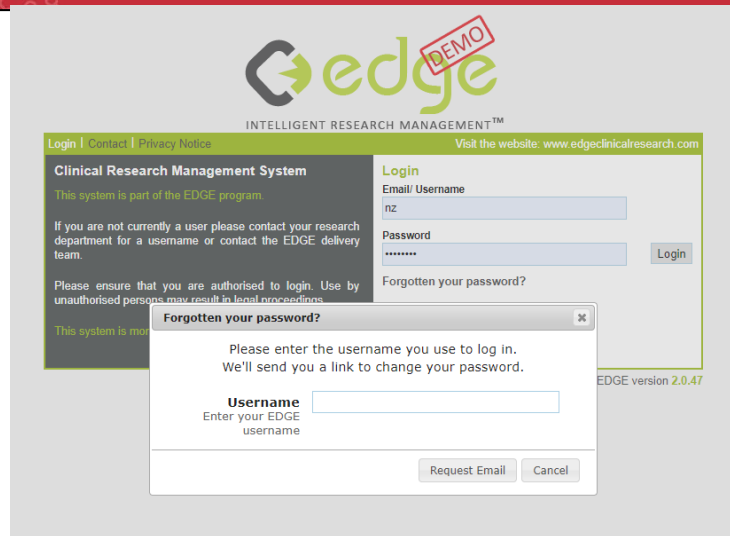 edge
DEMO
INTELLIGENT RESEARCH MANAGEMENT™
Login | Contact | Privacy Notice
Visit the website: www.edgeclinicalresearch.com
Clinical Research Management System
This system is part of the EDGE program.
If you are not currently a user please contact your research
department for a username or contact the EDGE delivery
team.
Please ensure that you are authorised to login. Use by
unauthorised persons may result in legal proceedings
This system is mon
Login
Email/ Username
nz
Password
••••••••
Login
Forgotten your password?
Forgotten your password?
Please enter the username you use to log in.
We'll send you a link to change your password.
Username
Enter your EDGE
username
Request Email
Cancel
EDGE version 2.0.47